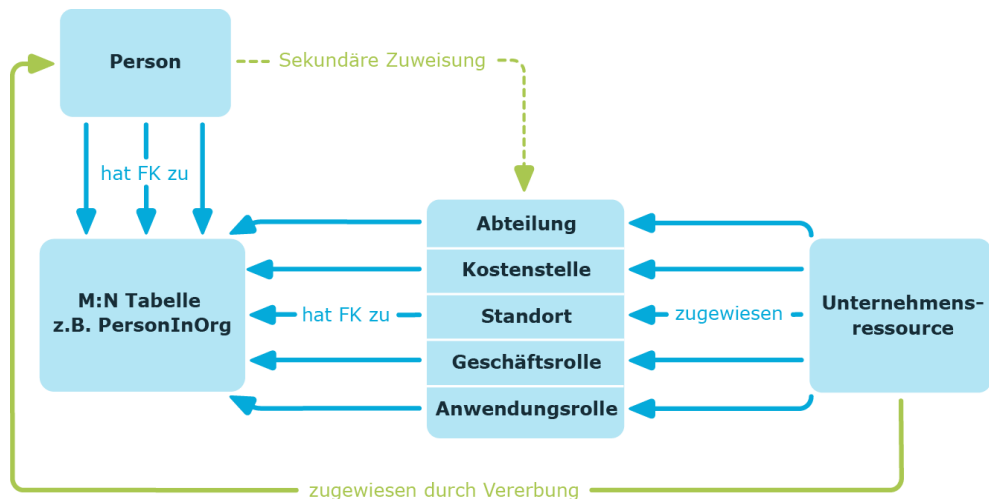 Person
Sekundäre Zuweisung
hat FK zu
M:N Tabelle
z.B. PersonInOrg
hat FK zu
Abteilung
Kostenstelle
Standort
Geschäftsrolle
Anwendungsrolle
zugewiesen
Unternehmens-
ressource
zugewiesen durch Vererbung